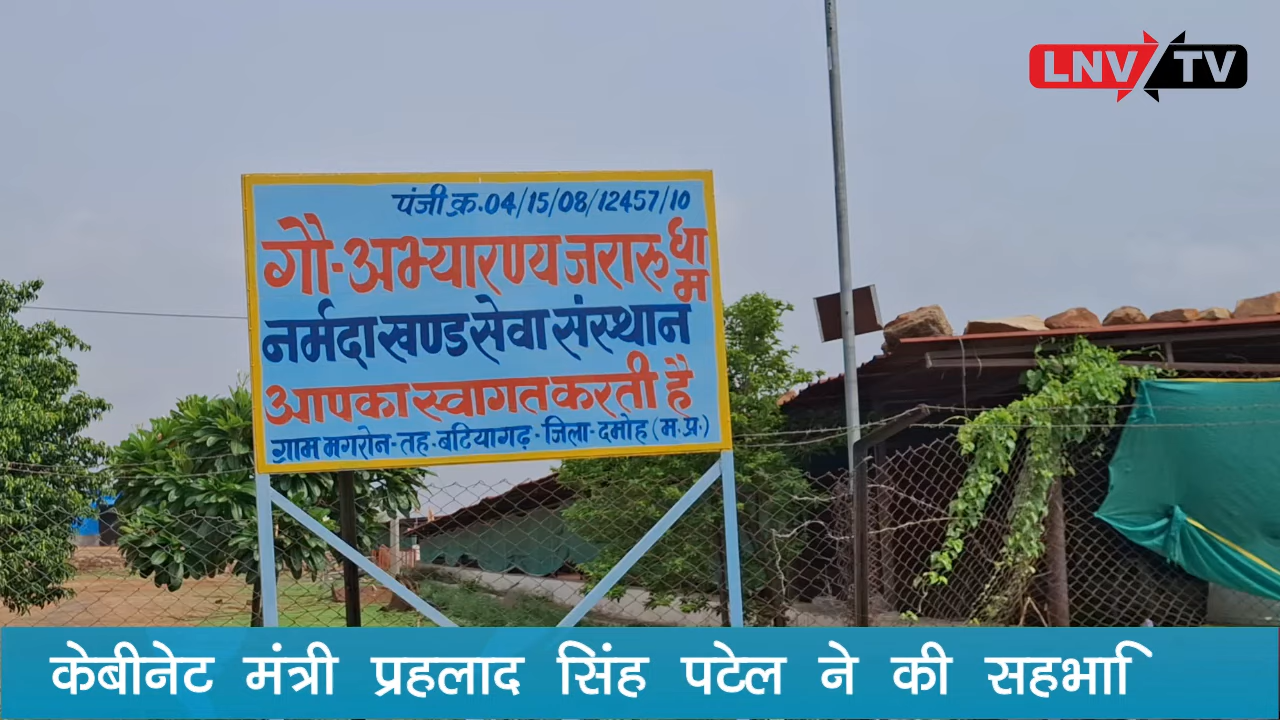 LNV TV
पंजी क्र.04/15/08/12457/10
गौ-अभ्यारण्य जरारू धाम
नर्मदा खण्ड सेवा संस्थान
आपका स्वागत करती है
ग्राम मगरोन-तह-बटियागढ़-जिला-दमोह (म.प्र.)
केबीनेट मंत्री प्रहलाद सिंह पटेल ने की सहभाि